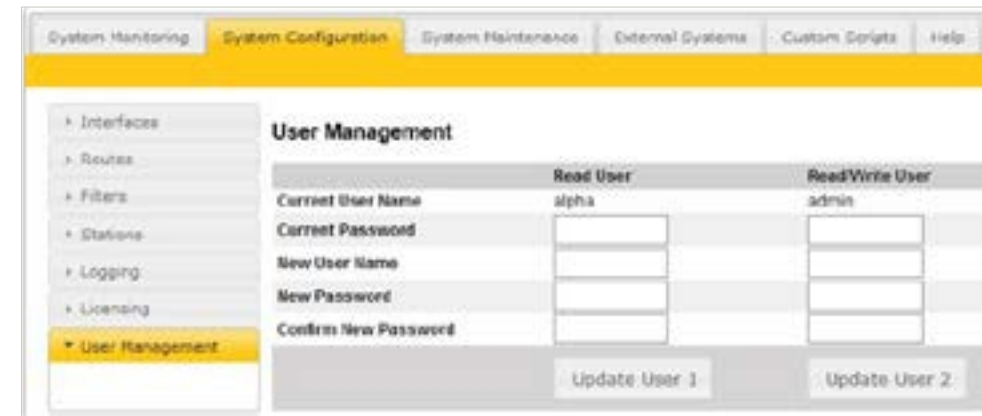 System Monitoring System Configuration System Maintenance External Systems Custom Scripts Help
Interfaces
Routes
Filters
Stations
Logging
Licensing
User Management
User Management
Read User Read/Write User
Current User Name alpha admin
Current Password
New User Name
New Password
Confirm New Password
Update User 1 Update User 2